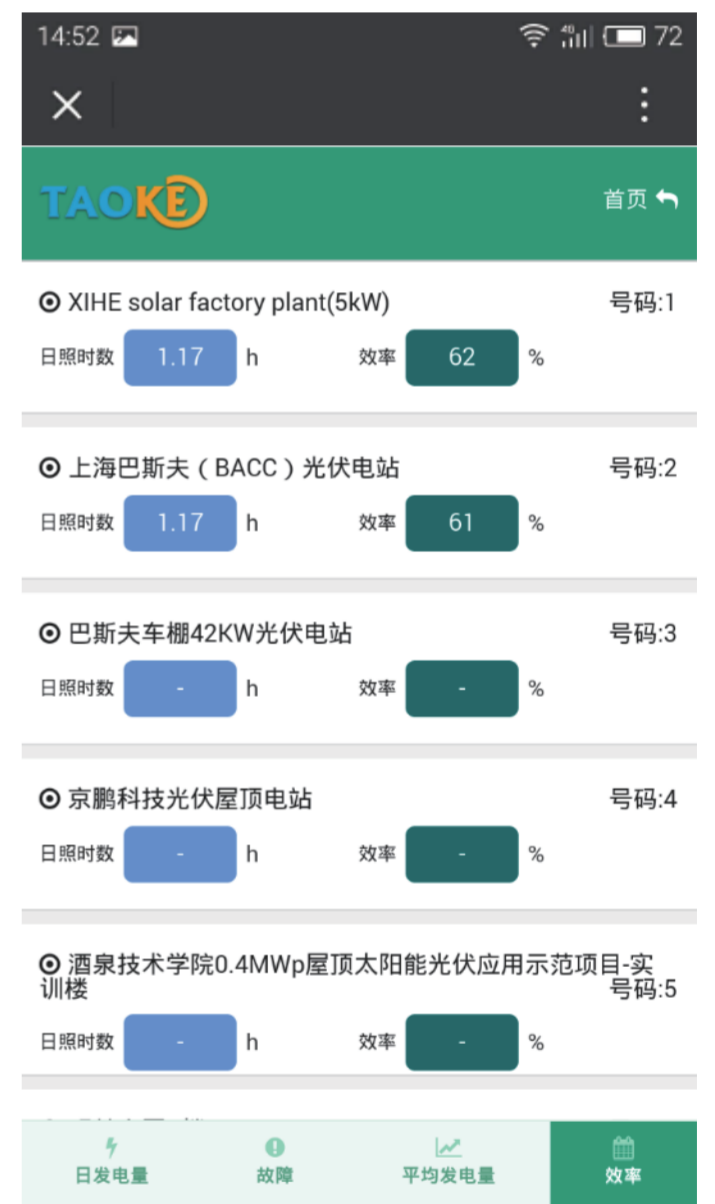 14:52
4G
72
TAOKE
首页
XIHE solar factory plant(5kW)
号码:1
日照时数 1.17 h 效率 62 %
上海巴斯夫（BACC）光伏电站
号码:2
日照时数 1.17 h 效率 61 %
巴斯夫车棚42KW光伏电站
号码:3
日照时数 - h 效率 - %
京鹏科技光伏屋顶电站
号码:4
日照时数 - h 效率 - %
酒泉技术学院0.4MWp屋顶太阳能光伏应用示范项目-实
训楼
号码:5
日照时数 - h 效率 - %
日发电量
故障
平均发电量
效率